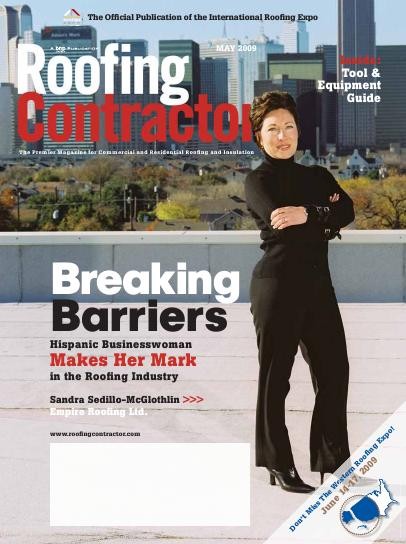 The Official Publication of the International Roofing Expo
A bnp PUBLICATION
MAY 2009
Roofing
Contractor
The Premier Magazine for Commercial and Residential Roofing and Insulation
Inside:
Tool &
Equipment
Guide
Breaking
Barriers
Hispanic Businesswoman
Makes Her Mark
in the Roofing Industry
Sandra Sedillo-McGlothlin >>>
Empire Roofing Ltd.
www.roofingcontractor.com
Don't Miss The Western Roofing Expo!
June 14-17, 2009